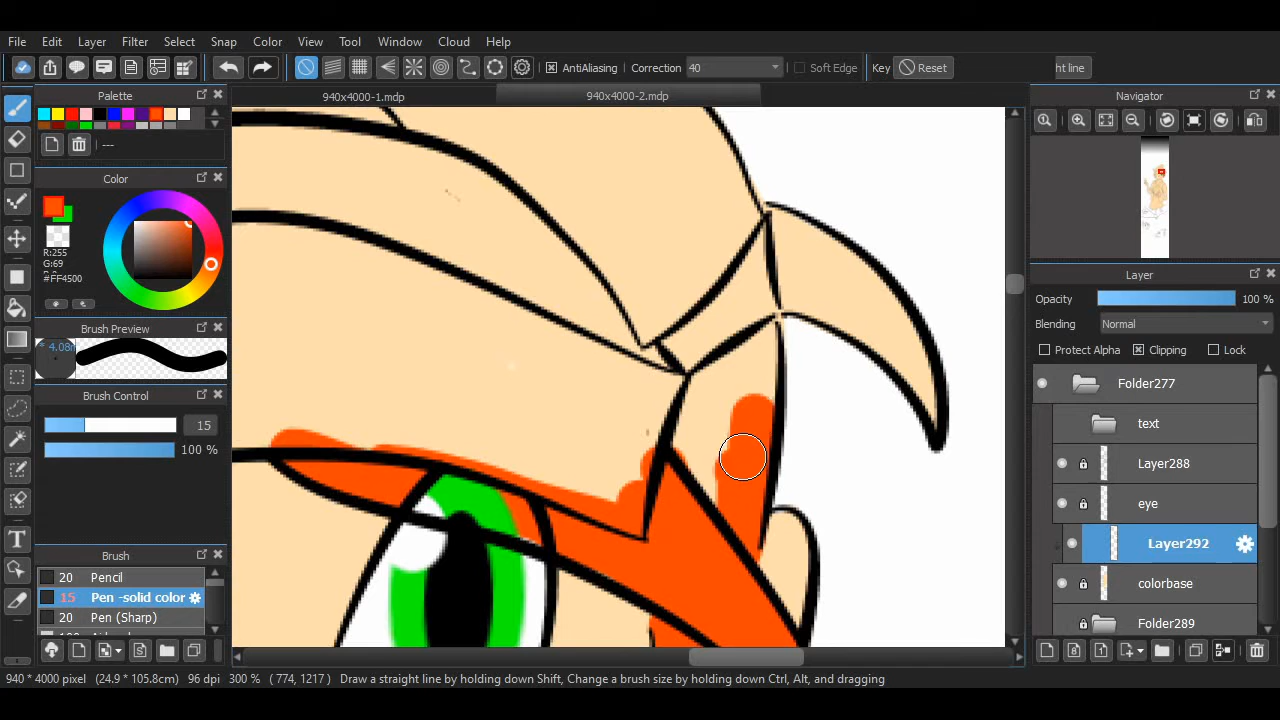 File Edit Layer Filter Select Snap Color View Tool Window Cloud Help
AntiAliasing Correction 40 Soft Edge Key Reset ht line
Palette
---
940x4000-1.mdp 940x4000-2.mdp
Navigator
Color
R:255
G:69
#FF4500
Brush Preview
* 4.08m
Brush Control
15
100 %
Brush
20 Pencil
15 Pen -solid color
20 Pen (Sharp)
Layer
Opacity 100 %
Blending Normal
Protect Alpha Clipping Lock
Folder277
text
Layer288
eye
Layer292
colorbase
Folder289
940 * 4000 pixel (24.9 * 105.8cm) 96 dpi 300 % ( 774, 1217 ) Draw a straight line by holding down Shift, Change a brush size by holding down Ctrl, Alt, and dragging